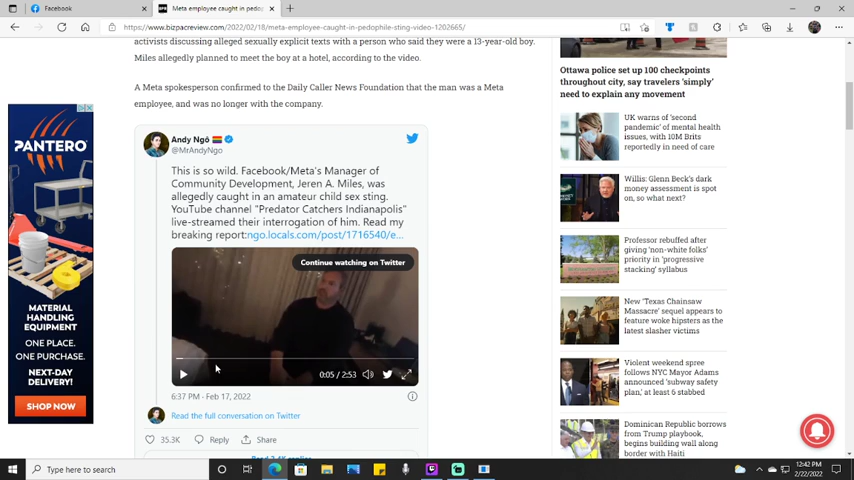 Facebook
Meta employee caught in pedophile
https://www.bizpacreview.com/2022/02/18/meta-employee-caught-in-pedophile-sting-video-1202665/
activists discussing alleged sexually explicit texts with a person who said they were a 13-year-old boy.
Miles allegedly planned to meet the boy at a hotel, according to the video.
A Meta spokesperson confirmed to the Daily Caller News Foundation that the man was a Meta
employee, and was no longer with the company.
Andy Ngô
@MrAndyNgo
This is so wild. Facebook/Meta's Manager of
Community Development, Jeren A. Miles, was
allegedly caught in an amateur child sex sting.
YouTube channel "Predator Catchers Indianapolis"
live-streamed their interrogation of him. Read my
breaking report:ngo.locals.com/post/1716540/e...
Continue watching on Twitter
0:05 / 2:53
6:37 PM · Feb 17, 2022
Read the full conversation on Twitter
35.3K
Reply
Share
PANTERO
MATERIAL
HANDLING
EQUIPMENT
ONE PLACE.
ONE PURCHASE.
NEXT-DAY
DELIVERY!
SHOP NOW
Ottawa police set up 100 checkpoints
throughout city, say travelers 'simply'
need to explain any movement
UK warns of 'second
pandemic' of mental health
issues, with 10M Brits
reportedly in need of care
Willis: Glenn Beck's dark
money assessment is spot
on, so what next?
Professor rebuffed after
giving 'non-white folks'
priority in 'progressive
stacking' syllabus
New 'Texas Chainsaw
Massacre' sequel appears to
feature woke hipsters as the
latest slasher victims
Violent weekend spree
follows NYC Mayor Adams
announced 'subway safety
plan,' at least 6 stabbed
Dominican Republic borrows
from Trump playbook,
begins building wall along
border with Haiti
Type here to search
12:42 PM
2/22/2022